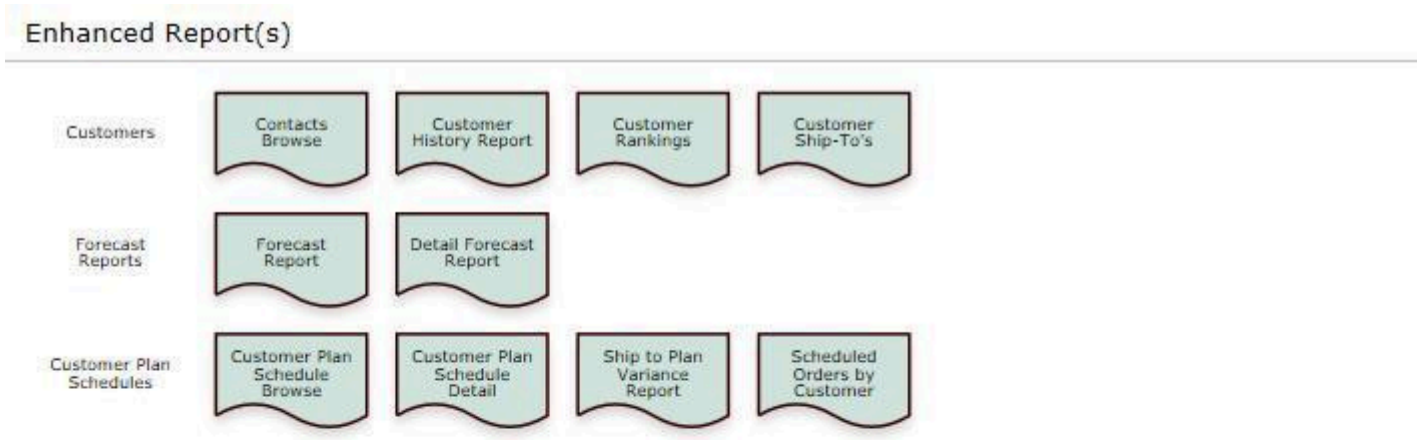 Enhanced Report(s)
Customers
Contacts
Browse
Customer
History Report
Customer
Rankings
Customer
Ship-To's
Forecast
Reports
Forecast
Report
Detail Forecast
Report
Customer Plan
Schedules
Customer Plan
Schedule
Browse
Customer Plan
Schedule
Detail
Ship to Plan
Variance
Report
Scheduled
Orders by
Customer